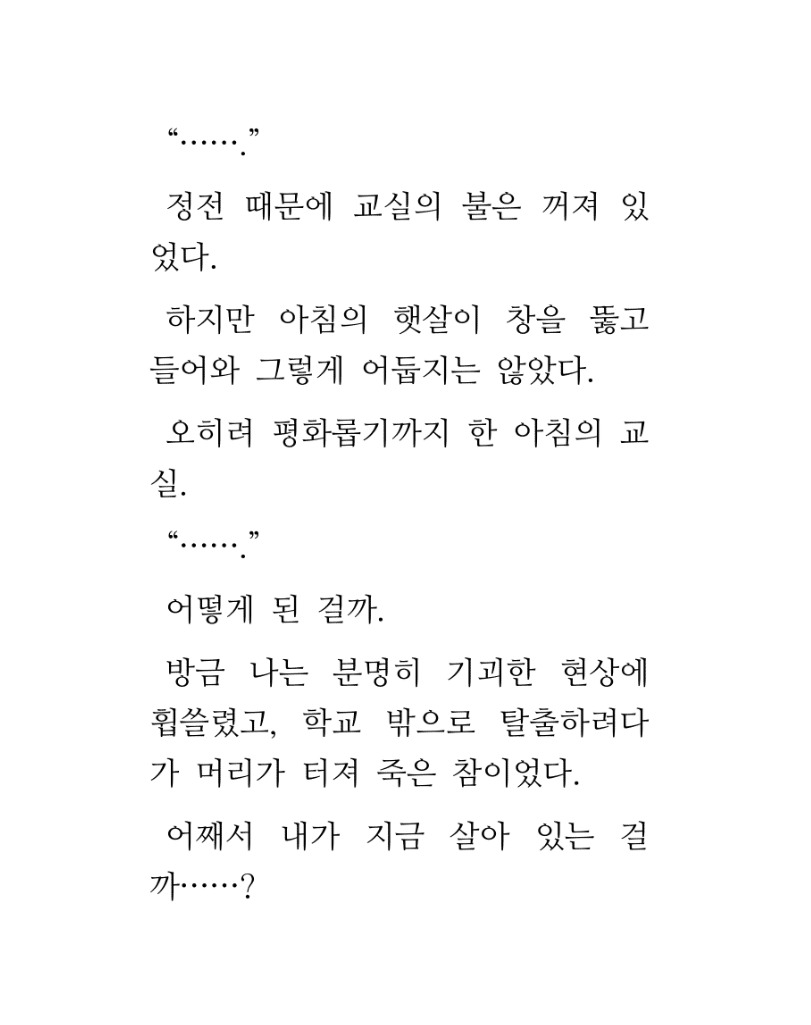 “…….”
정전 때문에 교실의 불은 꺼져 있
었다.
하지만 아침의 햇살이 창을 뚫고
들어와 그렇게 어둡지는 않았다.
오히려 평화롭기까지 한 아침의 교
실.
“…….”
어떻게 된 걸까.
방금 나는 분명히 기괴한 현상에
휩쓸렸고, 학교 밖으로 탈출하려다
가 머리가 터져 죽은 참이었다.
어째서 내가 지금 살아 있는 걸
까……?